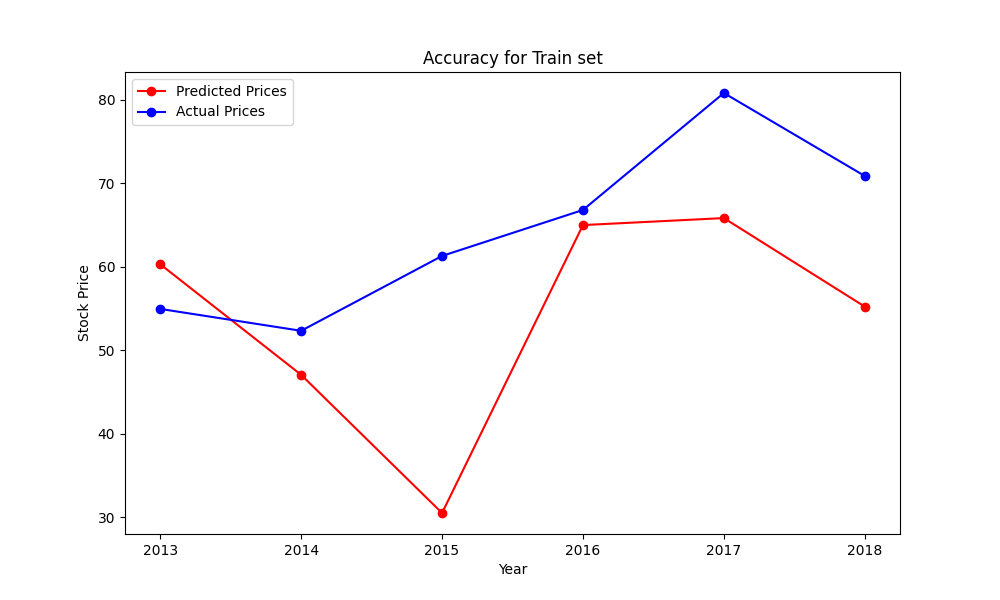 Accuracy for Train set
Predicted Prices
Actual Prices
80
70
60
50
40
30
Stock Price
2013 2014 2015 2016 2017 2018
Year